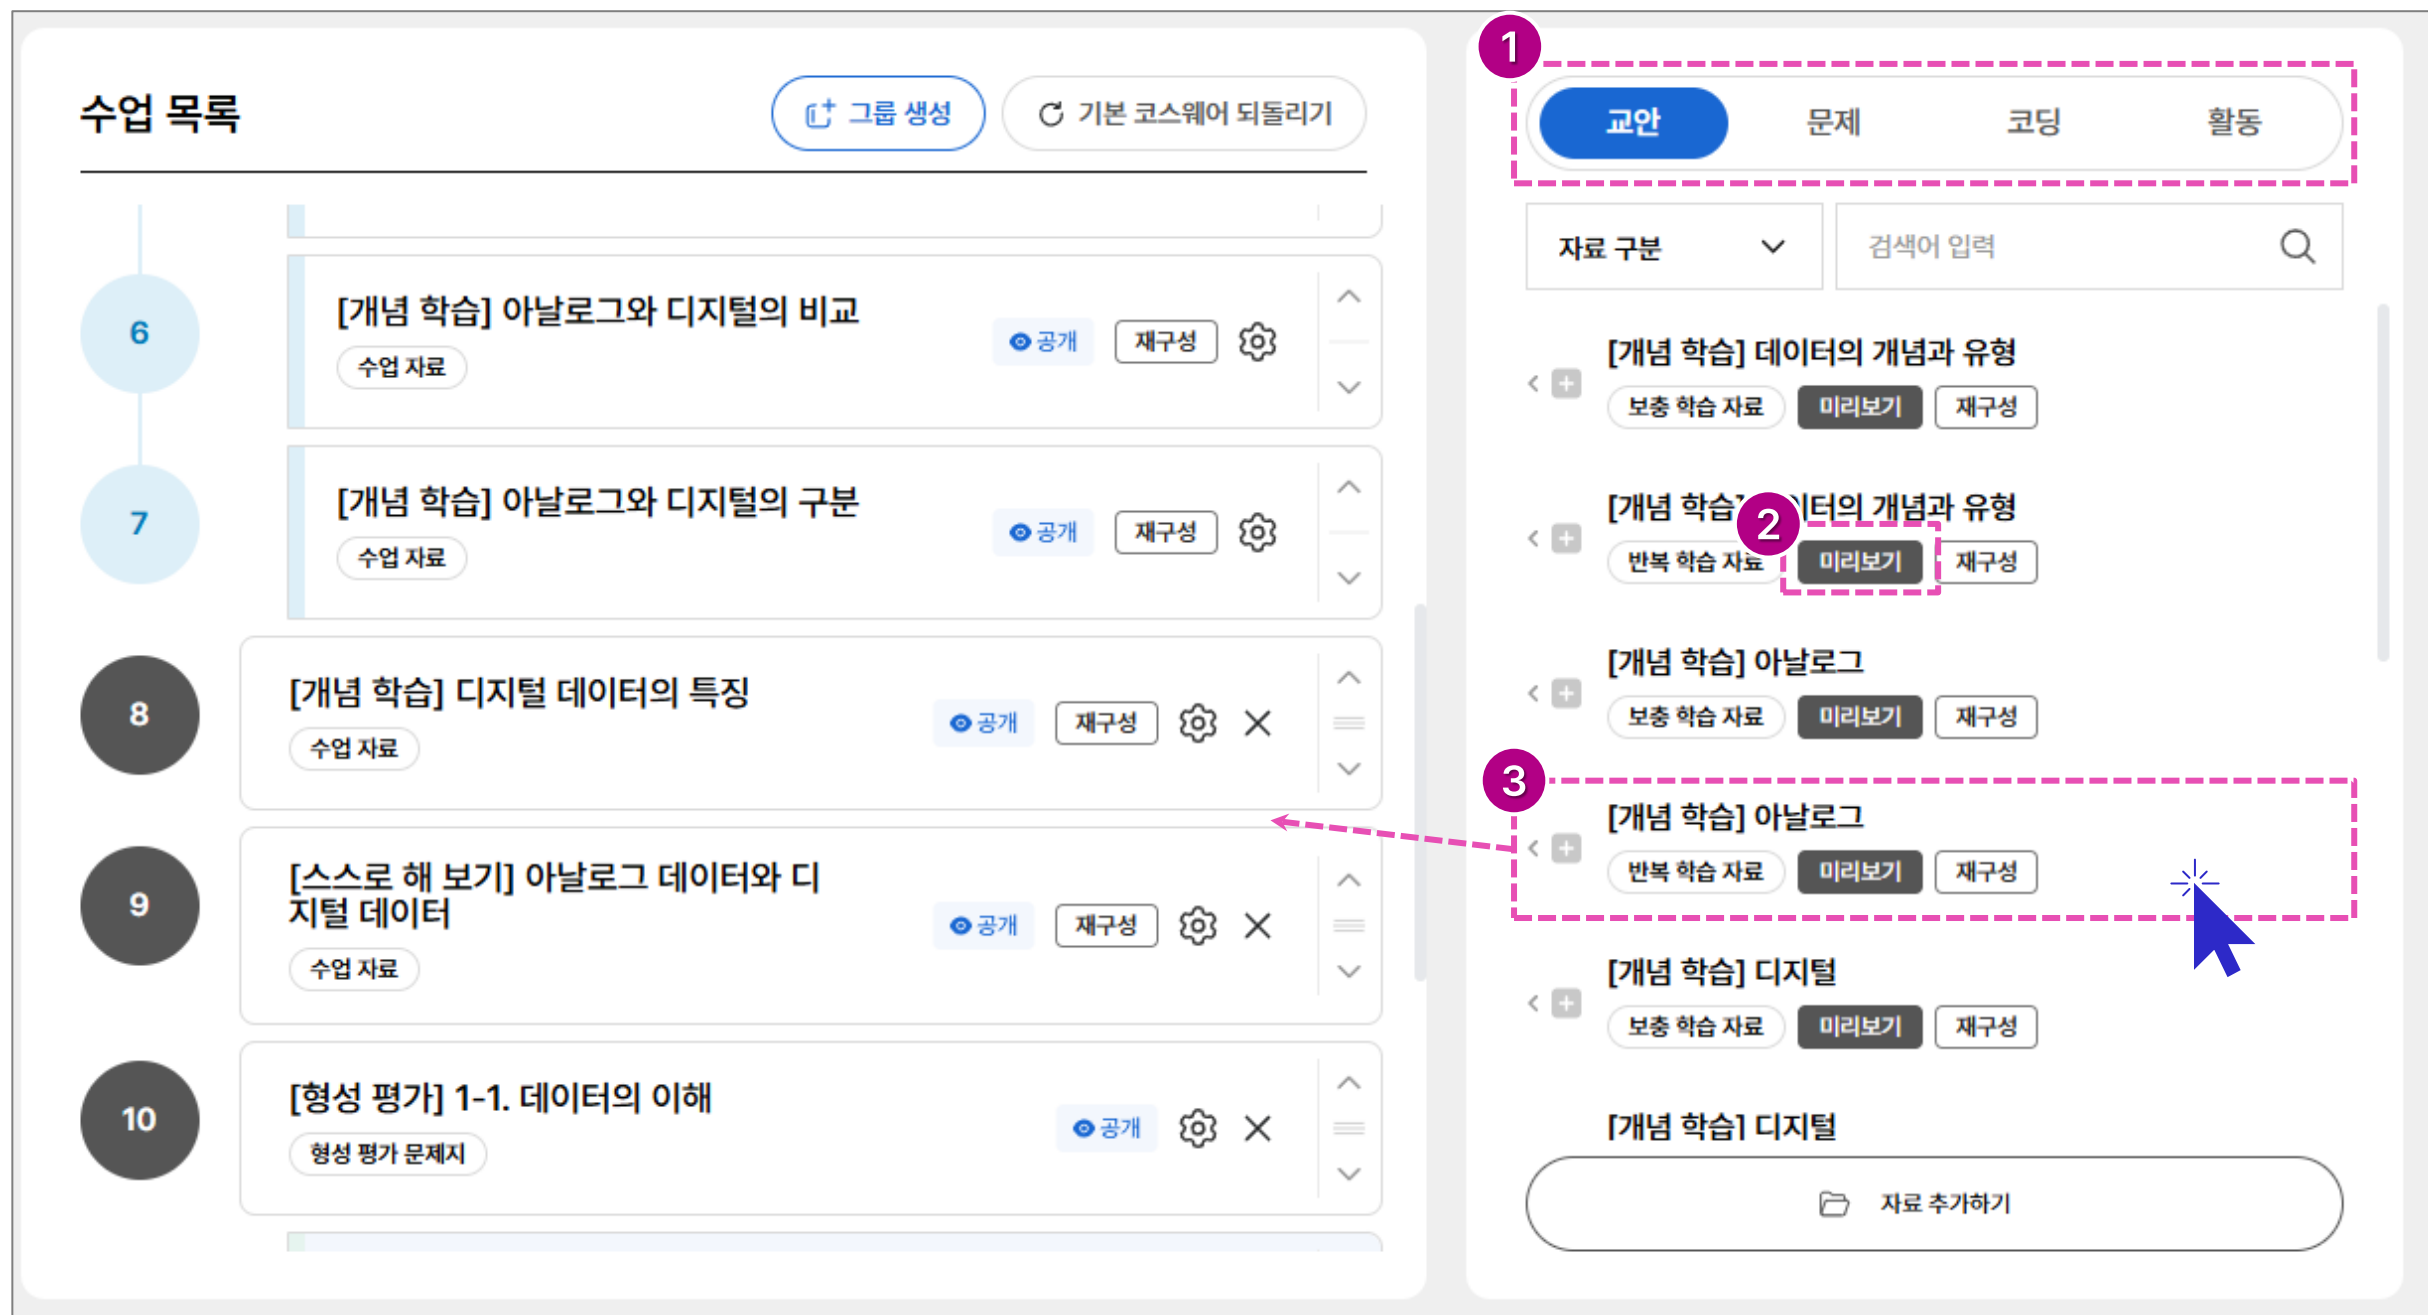 수업 목록
그룹 생성
기본 코스웨어 되돌리기
6
[개념 학습] 아날로그와 디지털의 비교
수업 자료
공개
재구성
7
[개념 학습] 아날로그와 디지털의 구분
수업 자료
공개
재구성
8
[개념 학습] 디지털 데이터의 특징
수업 자료
공개
재구성
9
[스스로 해 보기] 아날로그 데이터와 디
지털 데이터
수업 자료
공개
재구성
10
[형성 평가] 1-1. 데이터의 이해
형성 평가 문제지
공개
1
교안
문제
코딩
활동
자료 구분
검색어 입력
[개념 학습] 데이터의 개념과 유형
보충 학습 자료
미리보기
재구성
[개념 학습] 터의 개념과 유형
2
반복 학습 자료
미리보기
재구성
[개념 학습] 아날로그
보충 학습 자료
미리보기
재구성
3
[개념 학습] 아날로그
반복 학습 자료
미리보기
재구성
[개념 학습] 디지털
보충 학습 자료
미리보기
재구성
[개념 학습] 디지털
자료 추가하기